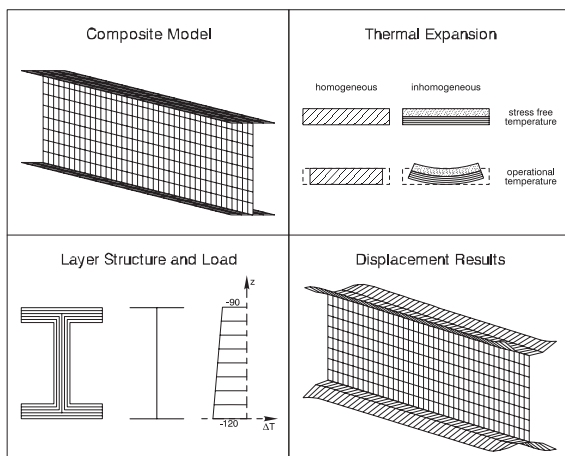 Composite Model
Thermal Expansion
homogeneous inhomogeneous
stress free
temperature
operational
temperature
Layer Structure and Load
z
-90
-120
ΔT
Displacement Results